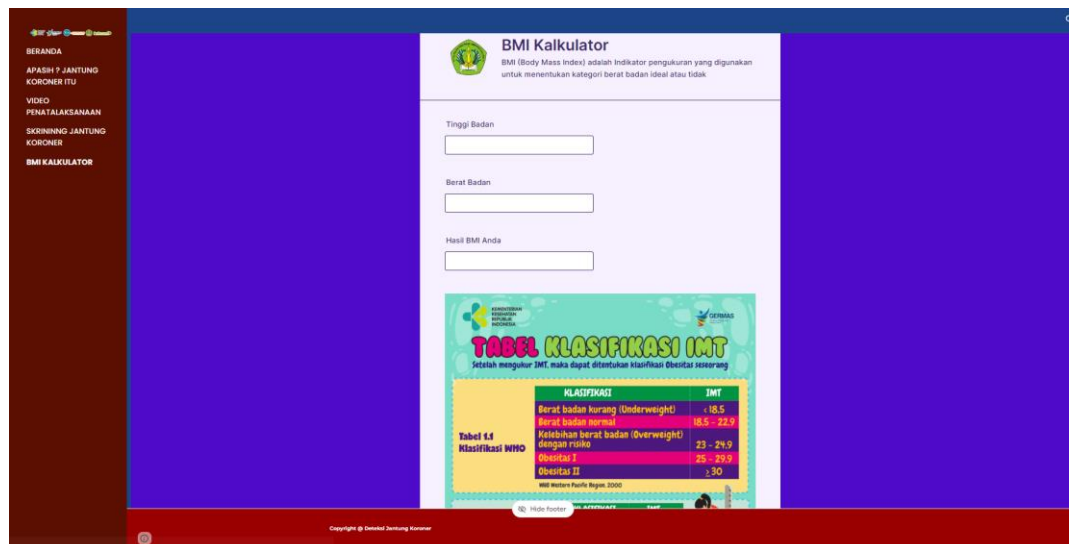 BERANDA
APASIH ? JANTUNG
KORONER ITU
VIDEO
PENATALAKSANAAN
SKRININNG JANTUNG
KORONER
BMI KALKULATOR
BMI Kalkulator
BMI (Body Mass Index) adalah Indikator pengukuran yang digunakan
untuk menentukan kategori berat badan ideal atau tidak
Tinggi Badan
Berat Badan
Hasil BMI Anda
KEMENTERIAN
KESEHATAN
REPUBLIK
INDONESIA
GERMAS
TABEL KLASIFIKASI IMT
Setelah mengukur IMT, maka dapat ditentukan klasifikasi Obesitas seseorang
KLASIFIKASI IMT
Berat badan kurang (Underweight) <18.5
Berat badan normal 18.5 - 22.9
Kelebihan berat badan (Overweight)
dengan risiko 23 - 24.9
Obesitas I 25 - 29.9
Obesitas II ≥30
Tabel 1.1
Klasifikasi WHO
WHO Western Pacific Region, 2000
Hide footer
Copyright @ Deteksi Jantung Koroner